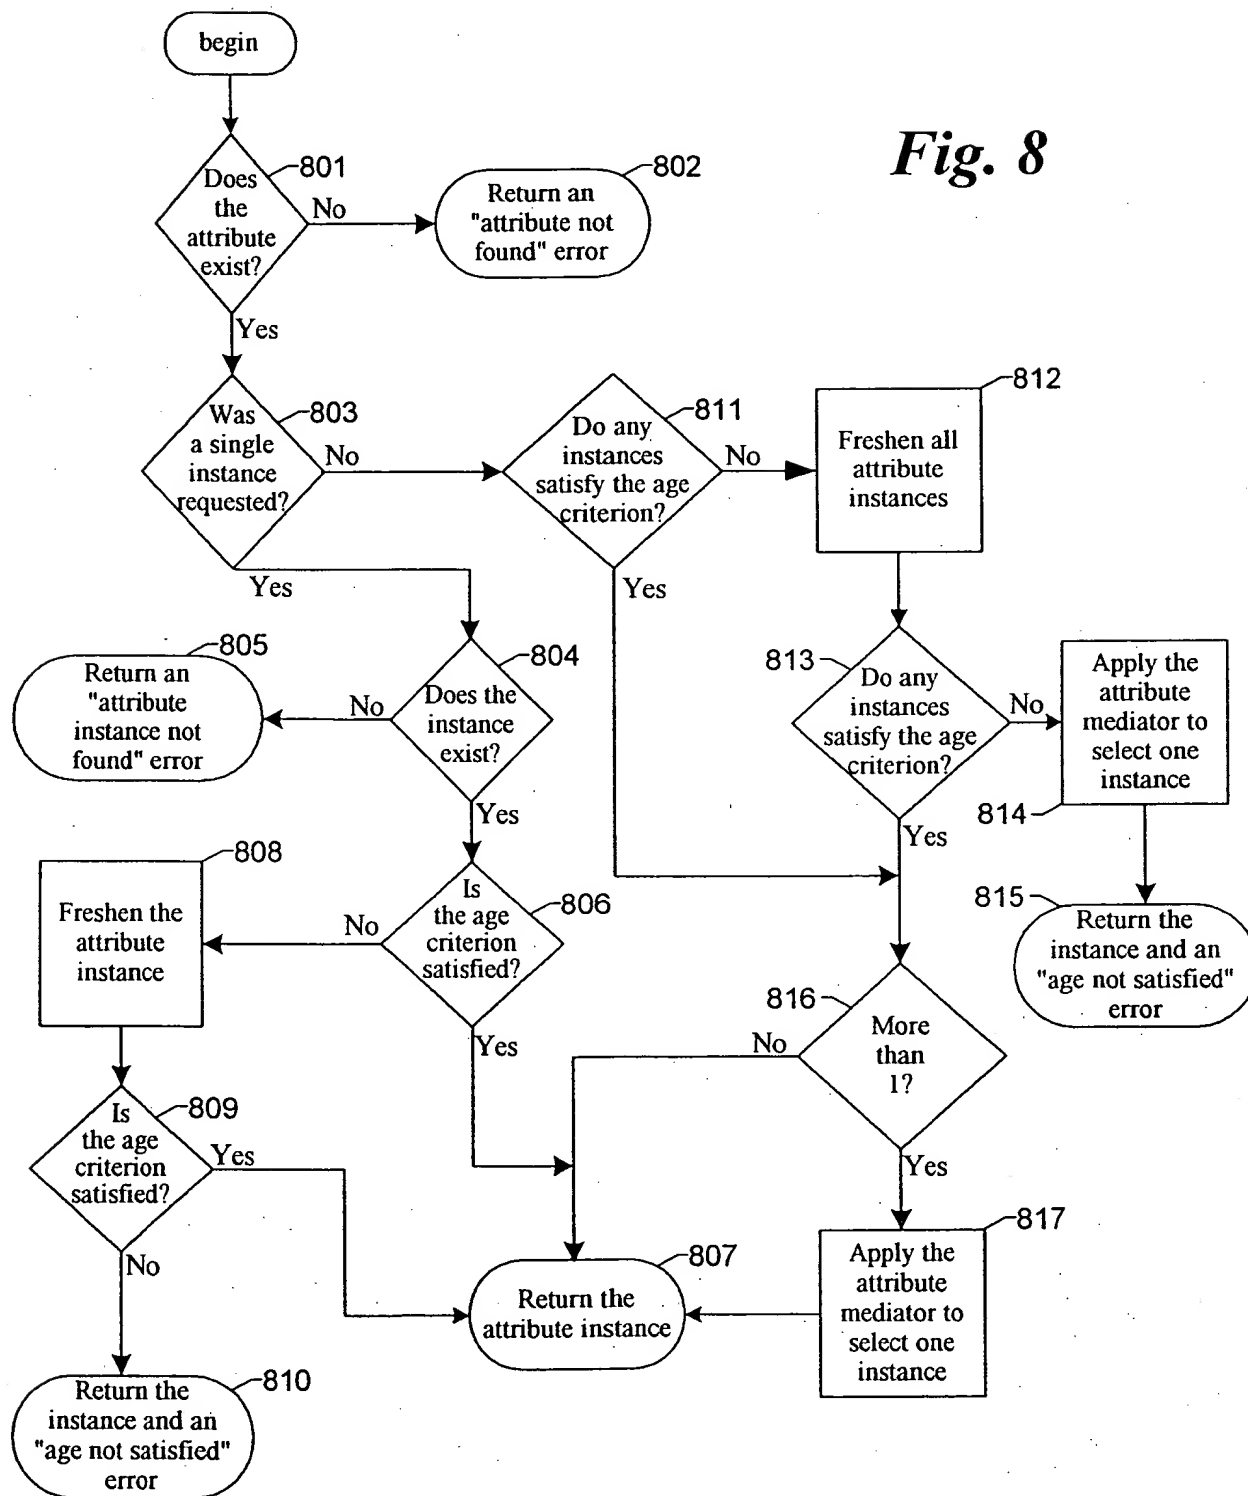 begin
Fig. 8
801
Does
the
attribute
exist?
No
802
Return an
"attribute not
found" error
Yes
803
Was
a single
instance
requested?
No
811
Do any
instances
satisfy the age
criterion?
No
812
Freshen all
attribute
instances
Yes
Yes
805
Return an
"attribute
instance not
found" error
No
804
Does the
instance
exist?
813
Do any
instances
satisfy the age
criterion?
No
Apply the
attribute
mediator to
select one
instance
814
Yes
Yes
808
Freshen the
attribute
instance
No
806
Is
the age
criterion
satisfied?
815
Return the
instance and an
"age not satisfied"
error
Yes
816
More
than
1?
No
Yes
809
Is
the age
criterion
satisfied?
Yes
No
807
Return the
attribute instance
817
Apply the
attribute
mediator to
select one
instance
810
Return the
instance and an
"age not satisfied"
error